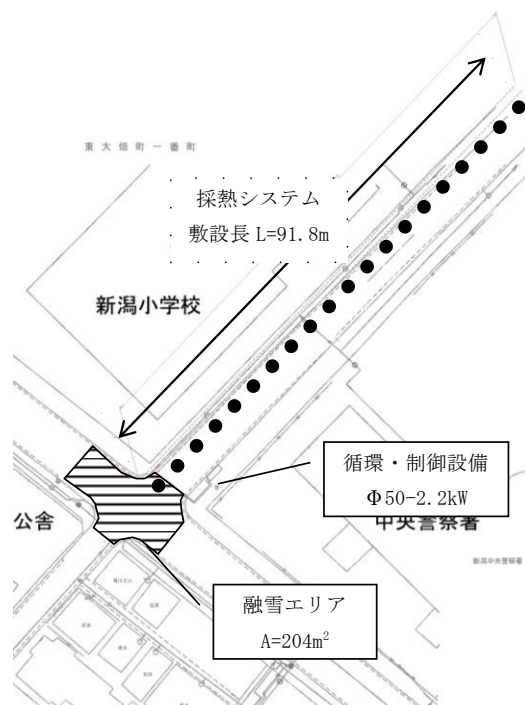 東大畑町一番町
採熱システム
敷設長 L=91.8m
新潟小学校
循環・制御設備
Φ50-2.2kW
公舎
中央警察署
新潟中央警察署
融雪エリア
A=204m²